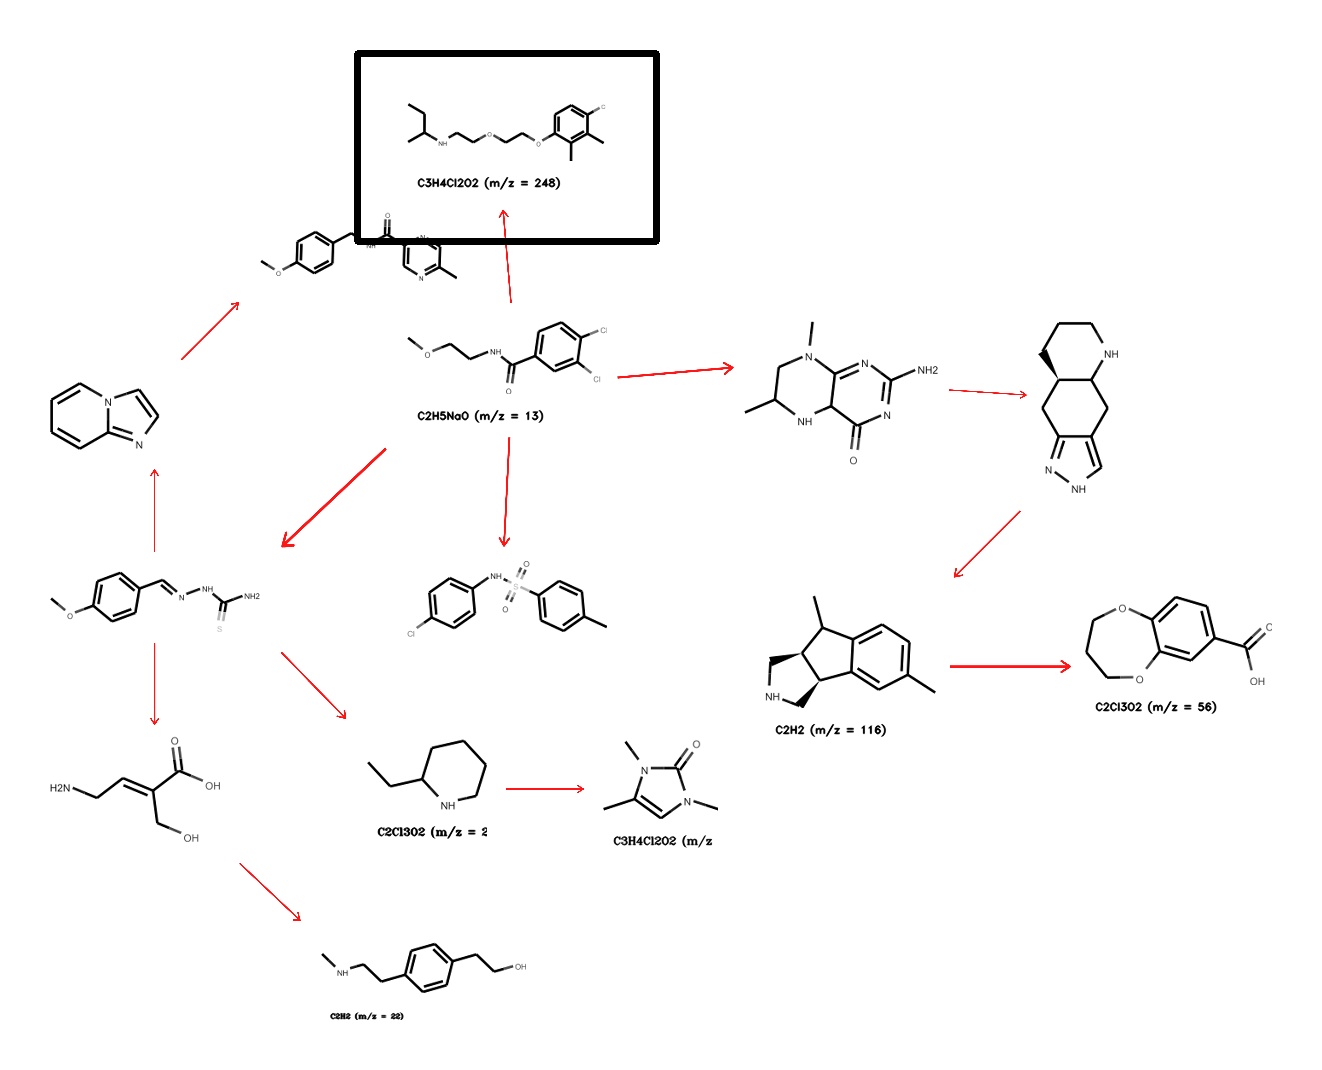 C
NH
O
O
C3H4Cl2O2 (m/z = 248)
O
NH
N
O
N
Cl
NH
O
Cl
O
C2H5NaO (m/z = 13)
N
N
NH2
NH
N
O
NH
N
NH
N
N
O
N
NH
NH2
S
NH
O
S
O
Cl
O
O
O
OH
C2Cl3O2 (m/z = 56)
NH
C2H2 (m/z = 116)
O
OH
H2N
OH
NH
C2Cl3O2 (m/z = 2
O
N
N
C3H4Cl2O2 (m/z
NH
OH
C2H2 (m/z = 22)